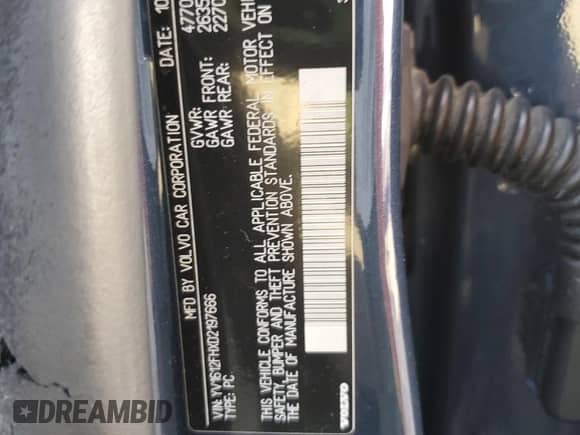 MFD BY VOLVO CAR CORPORATION DATE: 10
GVWR: 4770
GAWR FRONT: 2635
GAWR REAR: 2270
VIN: YV1612FHXD2197666
TYPE: PC
THIS VEHICLE CONFORMS TO ALL APPLICABLE FEDERAL MOTOR VEHI
SAFETY, BUMPER AND THEFT PREVENTION STANDARDS IN EFFECT ON
THE DATE OF MANUFACTURE SHOWN ABOVE.
VOLVO
DREAMBID